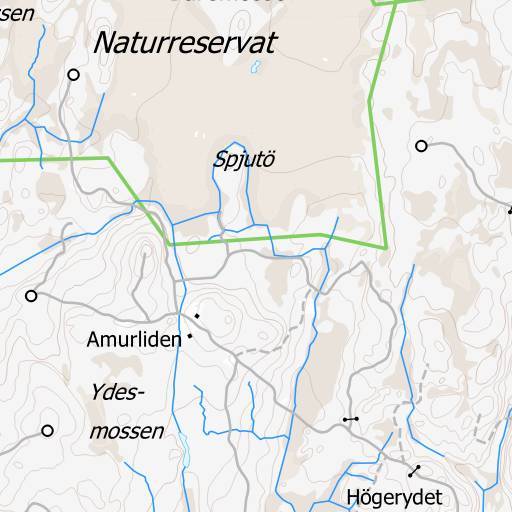 Naturreservat
Spjutö
Amurliden
Ydes-
mossen
Högerydet